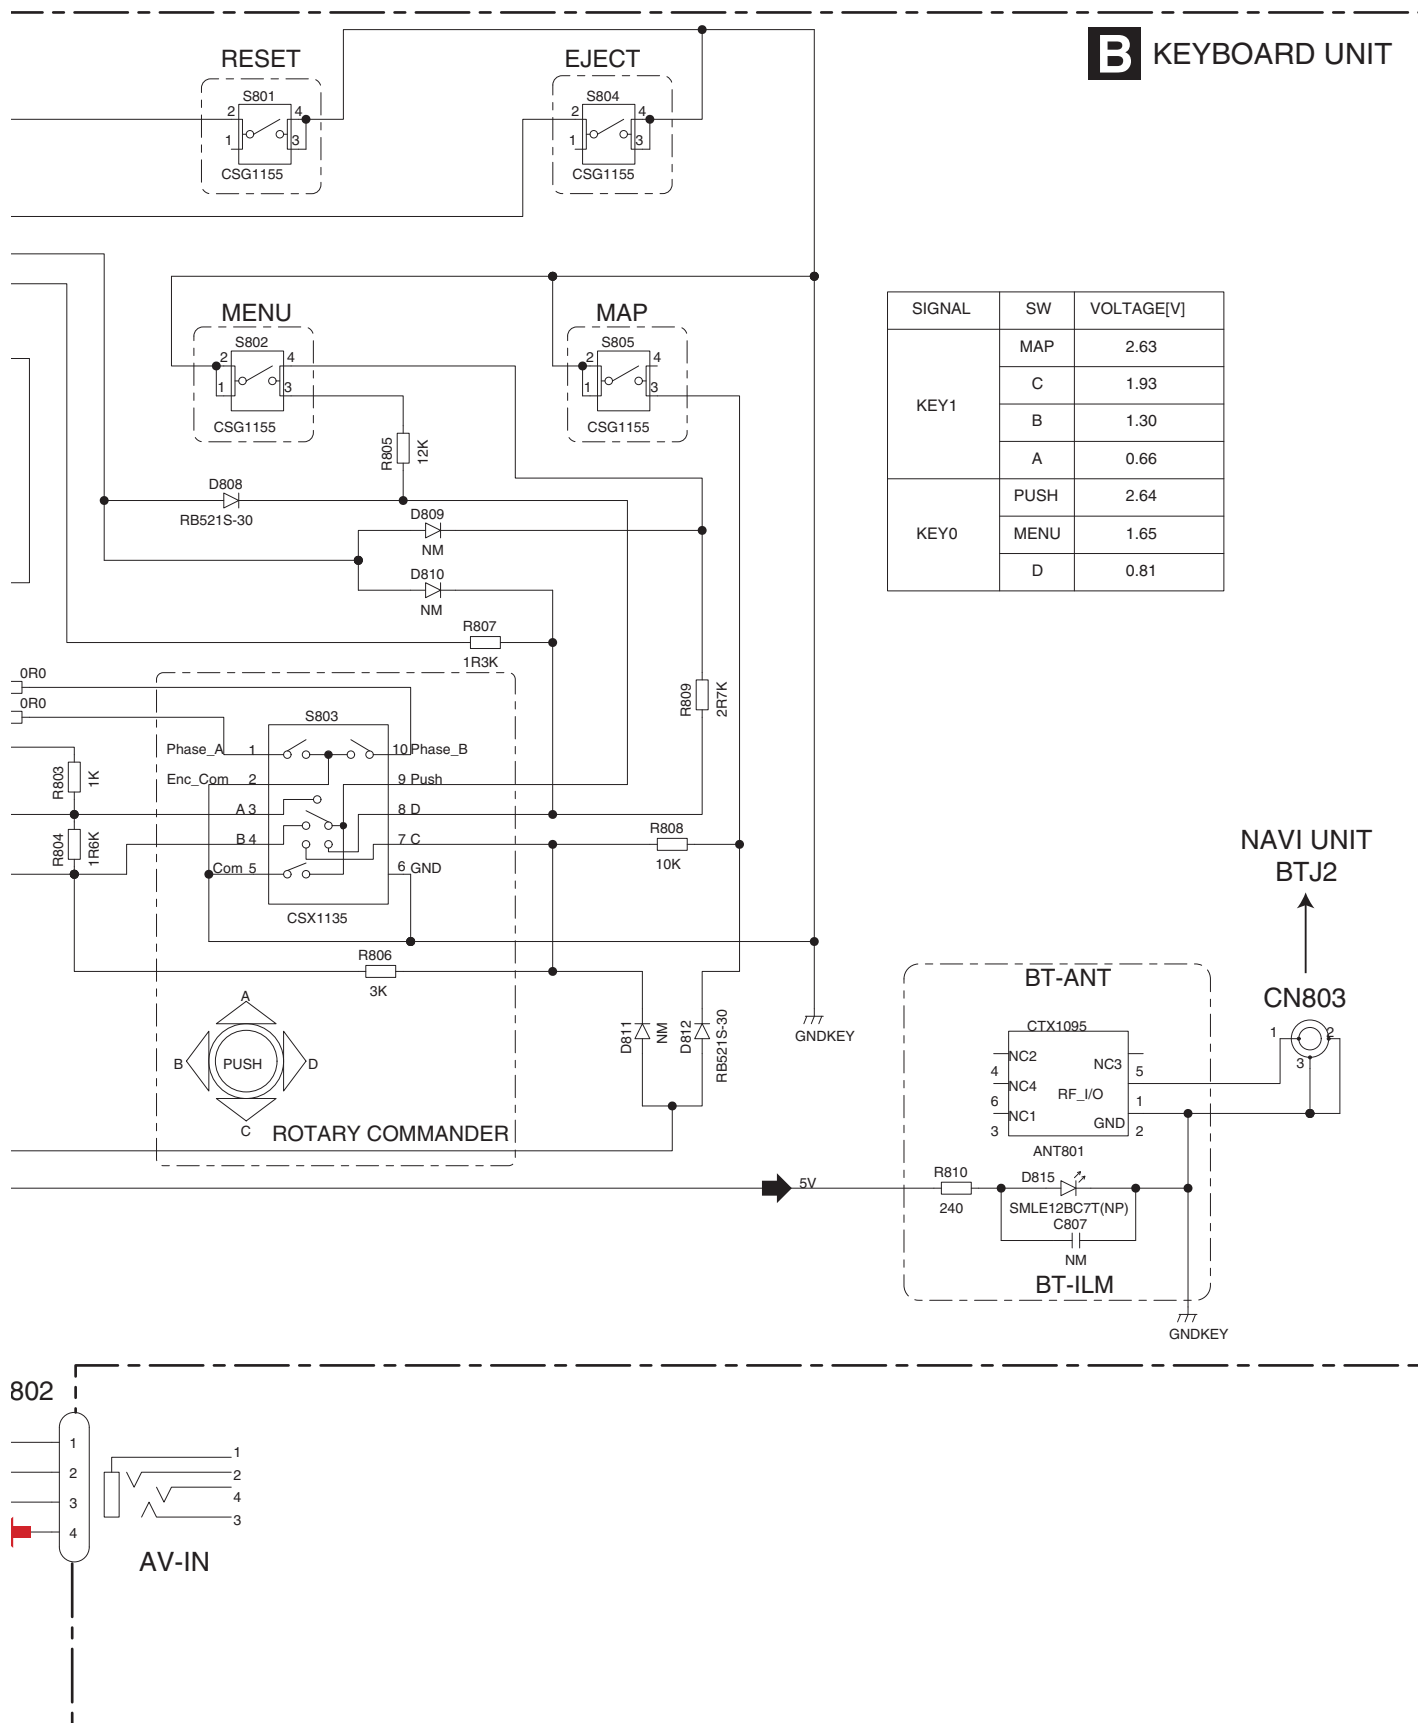 B KEYBOARD UNIT
RESET
S801
2 4
1 3
CSG1155
EJECT
S804
2 4
1 3
CSG1155
MENU
S802
2 4
1 3
CSG1155
MAP
S805
2 4
1 3
CSG1155
SIGNAL SW VOLTAGE[V]
KEY1 MAP 2.63
C 1.93
B 1.30
A 0.66
KEY0 PUSH 2.64
MENU 1.65
D 0.81
R805
12K
D808
RB521S-30
D809
NM
D810
NM
R807
1R3K
R809
2R7K
0R0
0R0
S803
Phase_A 1 10 Phase_B
Enc_Com 2 9 Push
A 3 8 D
B 4 7 C
Com 5 6 GND
CSX1135
R803
1K
R804
1R6K
R808
10K
R806
3K
A
B PUSH D
C
ROTARY COMMANDER
D811
NM
D812
RB521S-30
GNDKEY
NAVI UNIT
BTJ2
CN803
1 2
3
BT-ANT
CTX1095
NC2
4
NC4
6
NC1
3
NC3
5
RF_I/O
1
GND
2
ANT801
5V
R810
240
D815
SMLE12BC7T(NP)
C807
NM
BT-ILM
GNDKEY
802
1
2
3
4
1
2
4
3
AV-IN